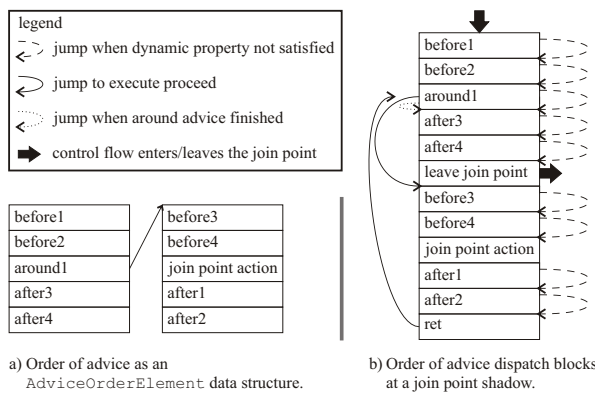 legend
jump when dynamic property not satisfied
jump to execute proceed
jump when around advice finished
control flow enters/leaves the join point
before1
before2
around1
after3
after4
before3
before4
join point action
after1
after2
a) Order of advice as an
AdviceOrderElement data structure.
before1
before2
around1
after3
after4
leave join point
before3
before4
join point action
after1
after2
ret
b) Order of advice dispatch blocks
at a join point shadow.